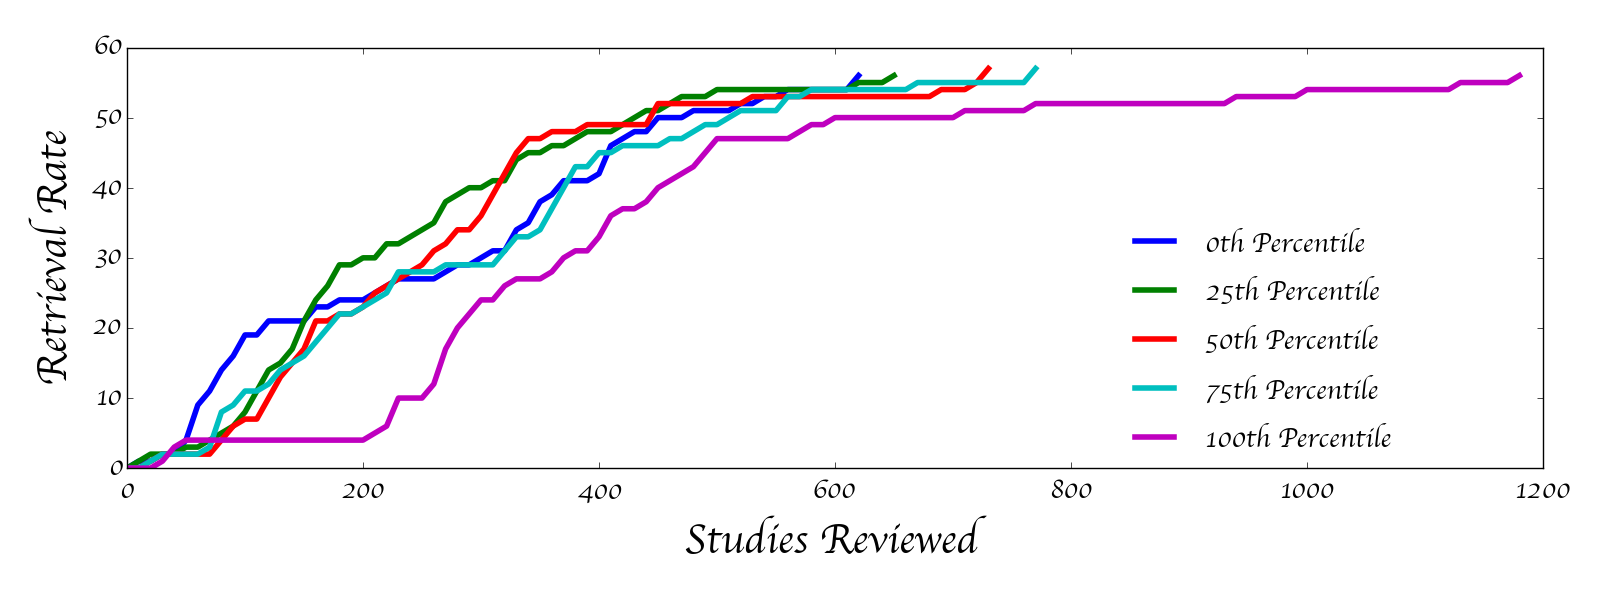 60
50
40
30
20
10
0
Retrieval Rate
0 200 400 600 800 1000 1200
Studies Reviewed
0th Percentile
25th Percentile
50th Percentile
75th Percentile
100th Percentile